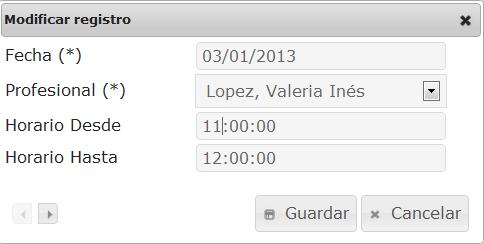 Modificar registro
Fecha (*) 03/01/2013
Profesional (*) Lopez, Valeria Inés
Horario Desde 11:00:00
Horario Hasta 12:00:00
Guardar Cancelar